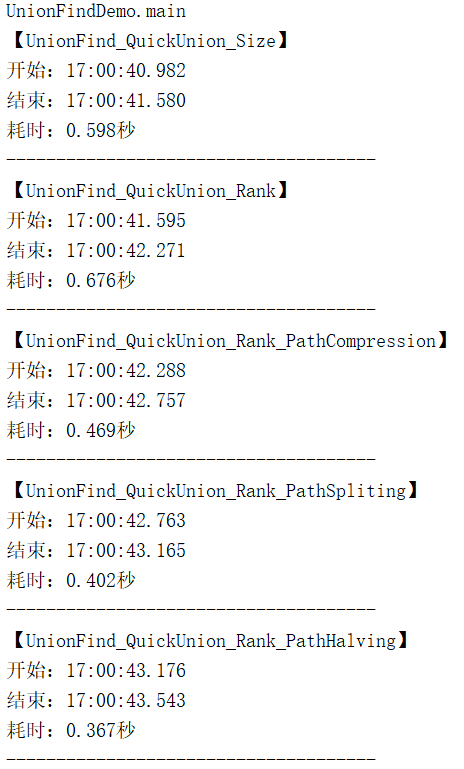 UnionFindDemo.main
【UnionFind_QuickUnion_Size】
开始：17:00:40.982
结束：17:00:41.580
耗时：0.598秒
-------------------------------------
【UnionFind_QuickUnion_Rank】
开始：17:00:41.595
结束：17:00:42.271
耗时：0.676秒
-------------------------------------
【UnionFind_QuickUnion_Rank_PathCompression】
开始：17:00:42.288
结束：17:00:42.757
耗时：0.469秒
-------------------------------------
【UnionFind_QuickUnion_Rank_PathSpliting】
开始：17:00:42.763
结束：17:00:43.165
耗时：0.402秒
-------------------------------------
【UnionFind_QuickUnion_Rank_PathHalving】
开始：17:00:43.176
结束：17:00:43.543
耗时：0.367秒
-------------------------------------